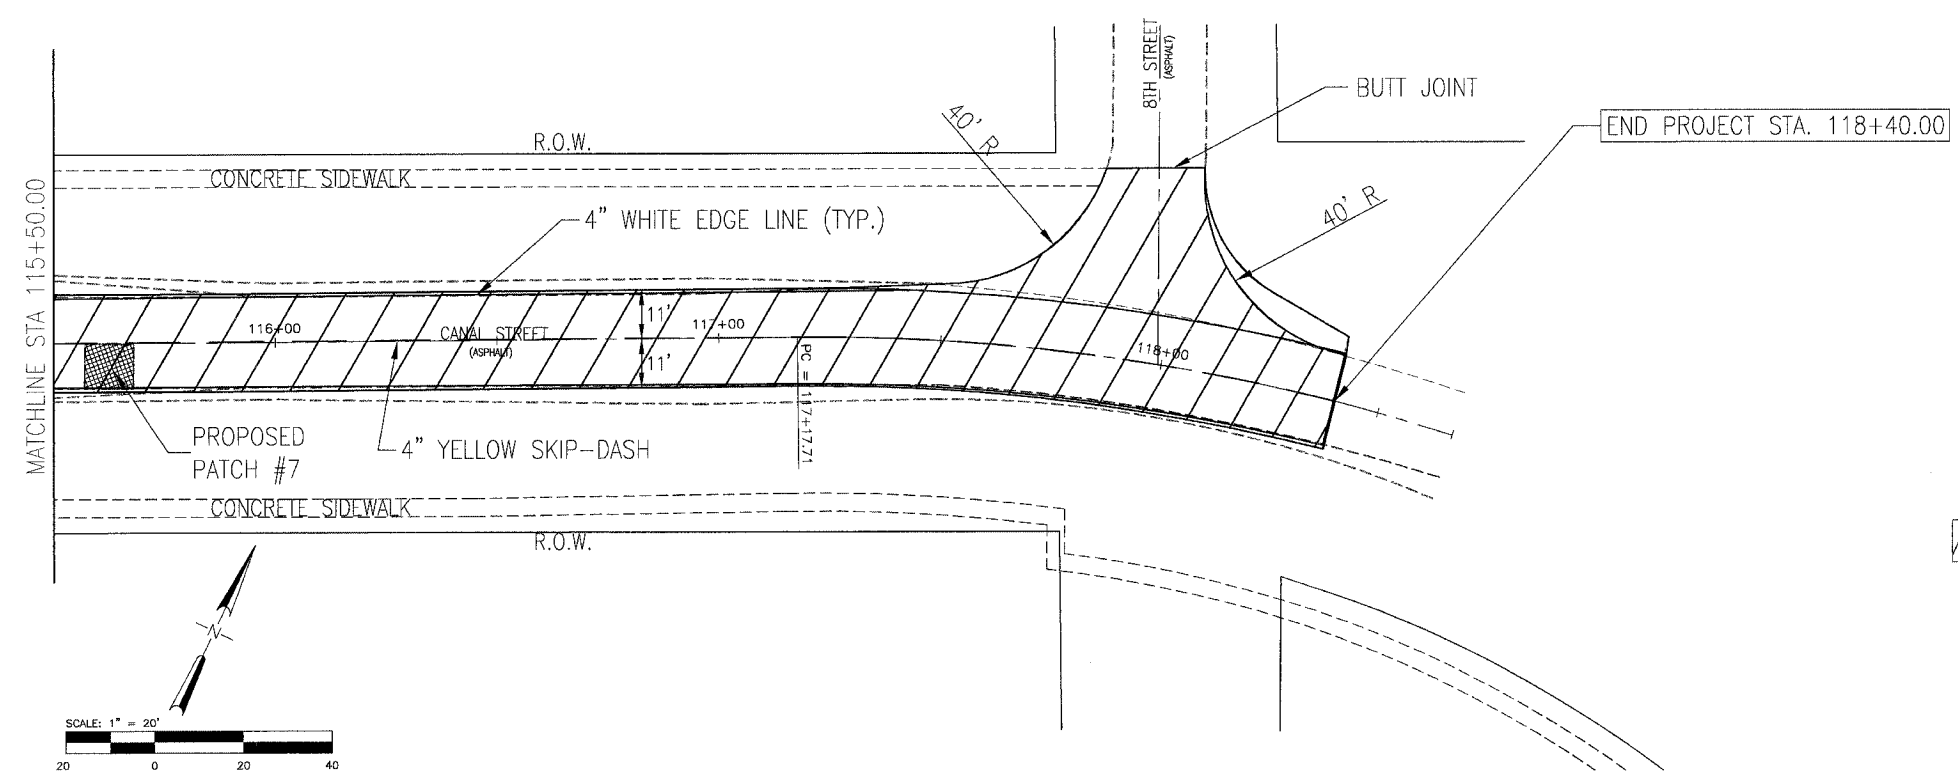 8TH STREET
(ASPHALT)
BUTT JOINT
END PROJECT STA. 118+40.00
40' R
40' R
R.O.W.
CONCRETE SIDEWALK
4" WHITE EDGE LINE (TYP.)
MATCHLINE STA 115+50.00
116+00
CANAL STREET
(ASPHALT)
11'
11'
117+00
118+00
PC = 117+17.71
PROPOSED
PATCH #7
4" YELLOW SKIP-DASH
CONCRETE SIDEWALK
R.O.W.
N
SCALE: 1" = 20'
20 0 20 40